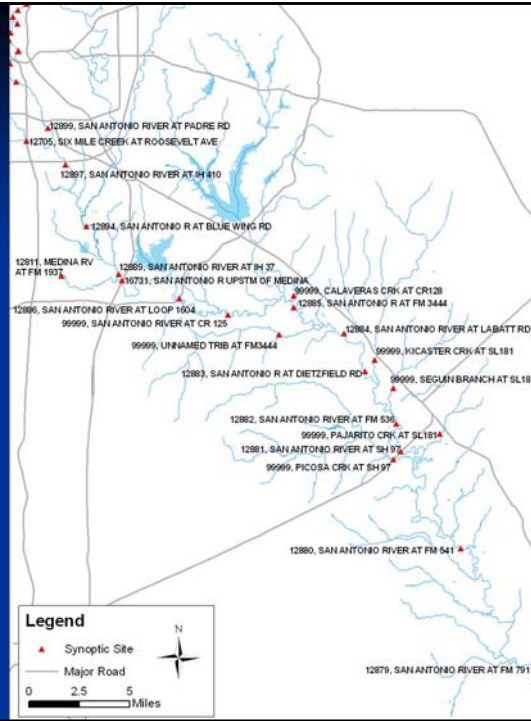 12899, SAN ANTONIO RIVER AT PADRE RD
12705, SIX MILE CREEK AT ROOSEVELT AVE
12897, SAN ANTONIO RIVER AT IH 410
12894, SAN ANTONIO R AT BLUE WING RD
12811, MEDINA RV
AT FM 1937
12889, SAN ANTONIO RIVER AT IH 37
16731, SAN ANTONIO R UPSTM OF MEDINA
99999, CALAVERAS CRK AT CR128
12885, SAN ANTONIO R AT FM 3444
12886, SAN ANTONIO RIVER AT LOOP 1604
99999, SAN ANTONIO RIVER AT CR 125
12884, SAN ANTONIO RIVER AT LABATT RD
99999, UNNAMED TRIB AT FM3444
99999, KICASTER CRK AT SL181
12883, SAN ANTONIO R AT DIETZFIELD RD
99999, SEGUIN BRANCH AT SL18
12882, SAN ANTONIO RIVER AT FM 536
99999, PAJARITO CRK AT SL181
12881, SAN ANTONIO RIVER AT SH 97
99999, PICOSA CRK AT SH 97
12880, SAN ANTONIO RIVER AT FM 541
12879, SAN ANTONIO RIVER AT FM 791
Legend
Synoptic Site
Major Road
N
0 2.5 5
Miles